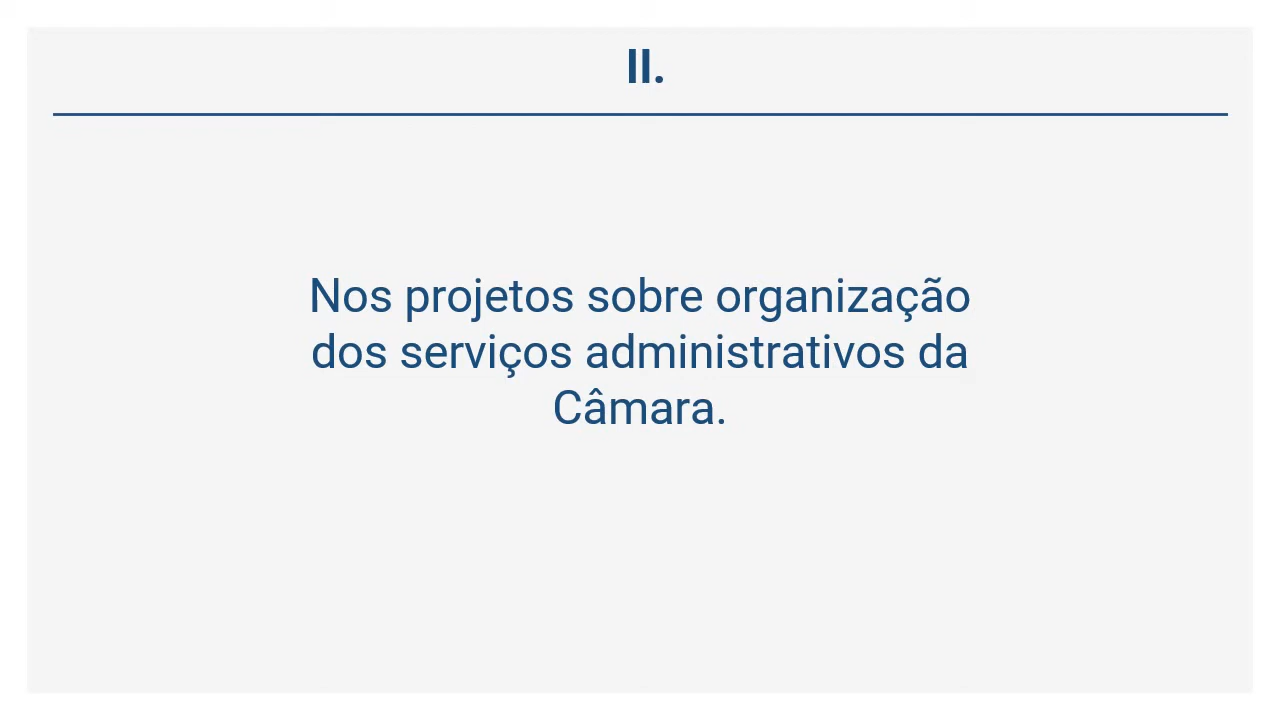 II.
Nos projetos sobre organização
dos serviços administrativos da
Câmara.